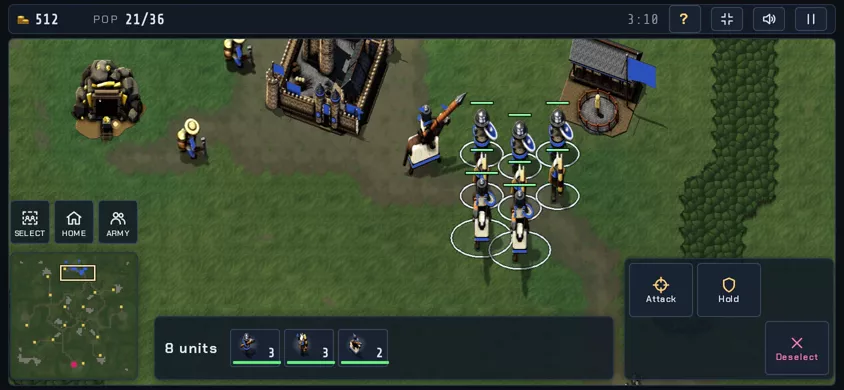 512 POP 21/36 3:10 ?
SELECT HOME ARMY
Attack Hold
8 units 3 3 2
Deselect